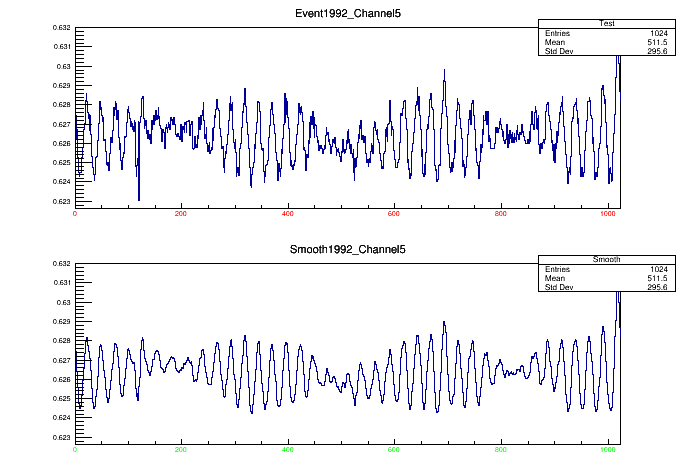 Event1992_Channel5
Test
Entries 1024
Mean 511.5
Std Dev 295.6
0.632
0.631
0.63
0.629
0.628
0.627
0.626
0.625
0.624
0.623
0 200 400 600 800 1000
Smooth1992_Channel5
Smooth
Entries 1024
Mean 511.5
Std Dev 295.6
0.632
0.631
0.63
0.629
0.628
0.627
0.626
0.625
0.624
0.623
0 200 400 600 800 1000